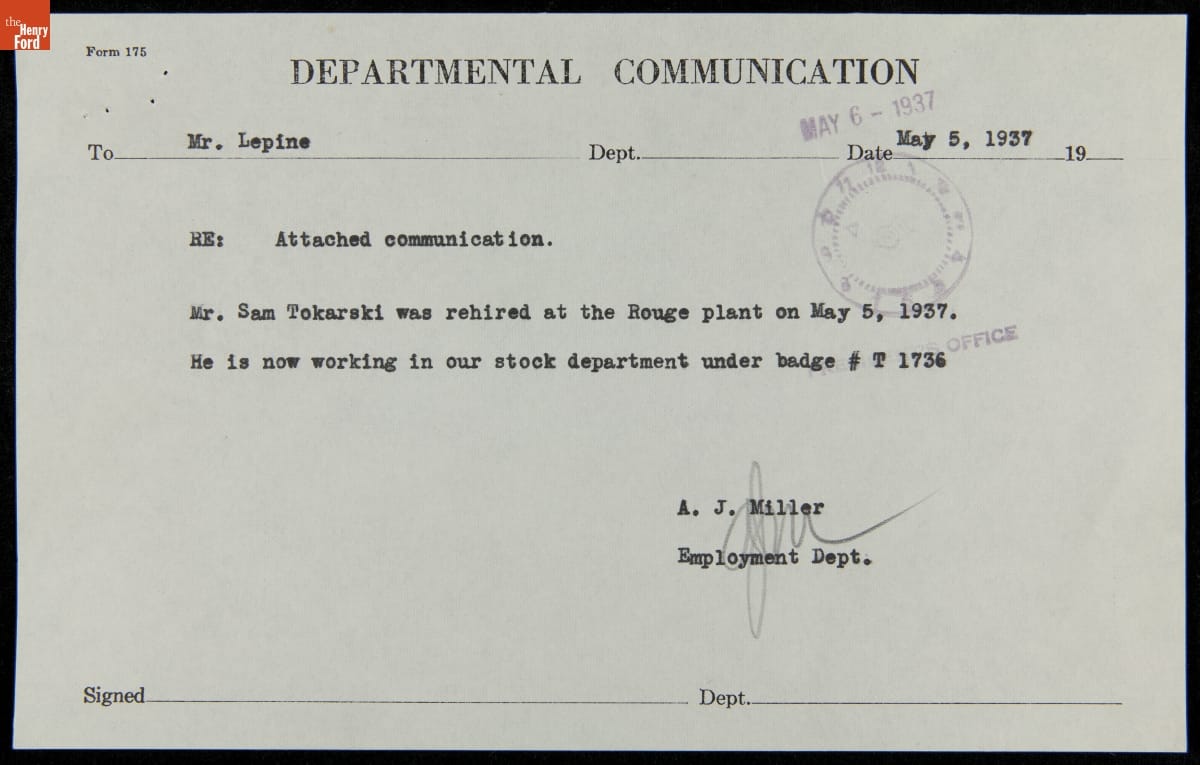 the
Henry
Ford
Form 175
DEPARTMENTAL COMMUNICATION
MAY 6 - 1937
To Mr. Lepine Dept. Date May 5, 1937 19
RE: Attached communication.
Mr. Sam Tokarski was rehired at the Rouge plant on May 5, 1937.
OFFICE
He is now working in our stock department under badge # T 1736
A. J. Miller
Employment Dept.
Signed Dept.